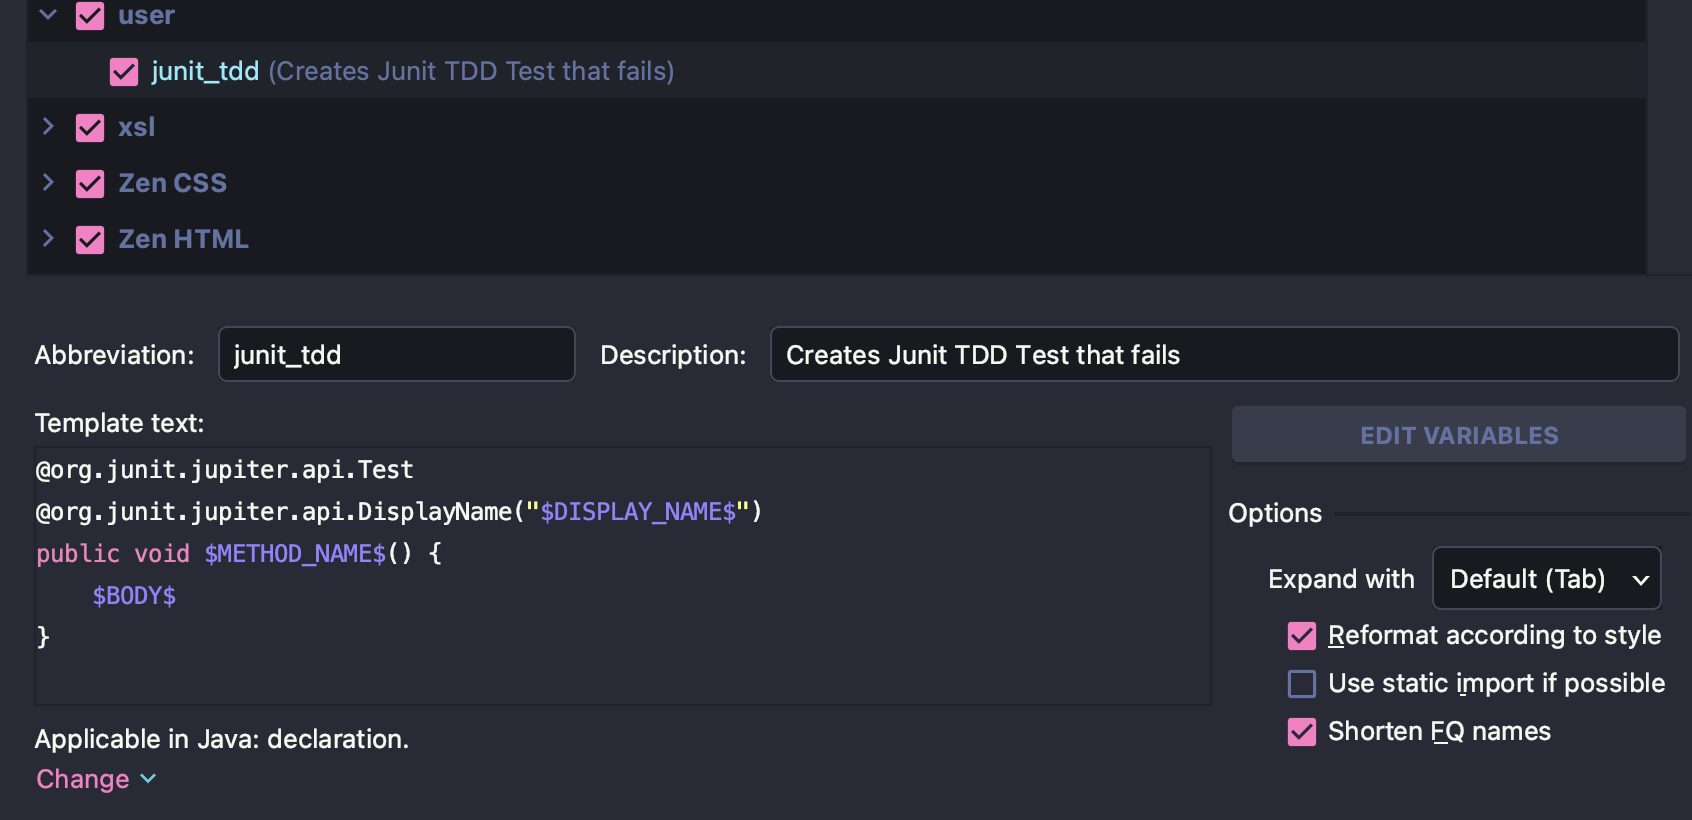 user
junit_tdd (Creates Junit TDD Test that fails)
xsl
Zen CSS
Zen HTML
Abbreviation: junit_tdd Description: Creates Junit TDD Test that fails
Template text:
EDIT VARIABLES
@org.junit.jupiter.api.Test
@org.junit.jupiter.api.DisplayName("$DISPLAY_NAME$")
public void $METHOD_NAME$() {
    $BODY$
}
Options
Expand with Default (Tab)
Reformat according to style
Use static import if possible
Shorten FQ names
Applicable in Java: declaration.
Change